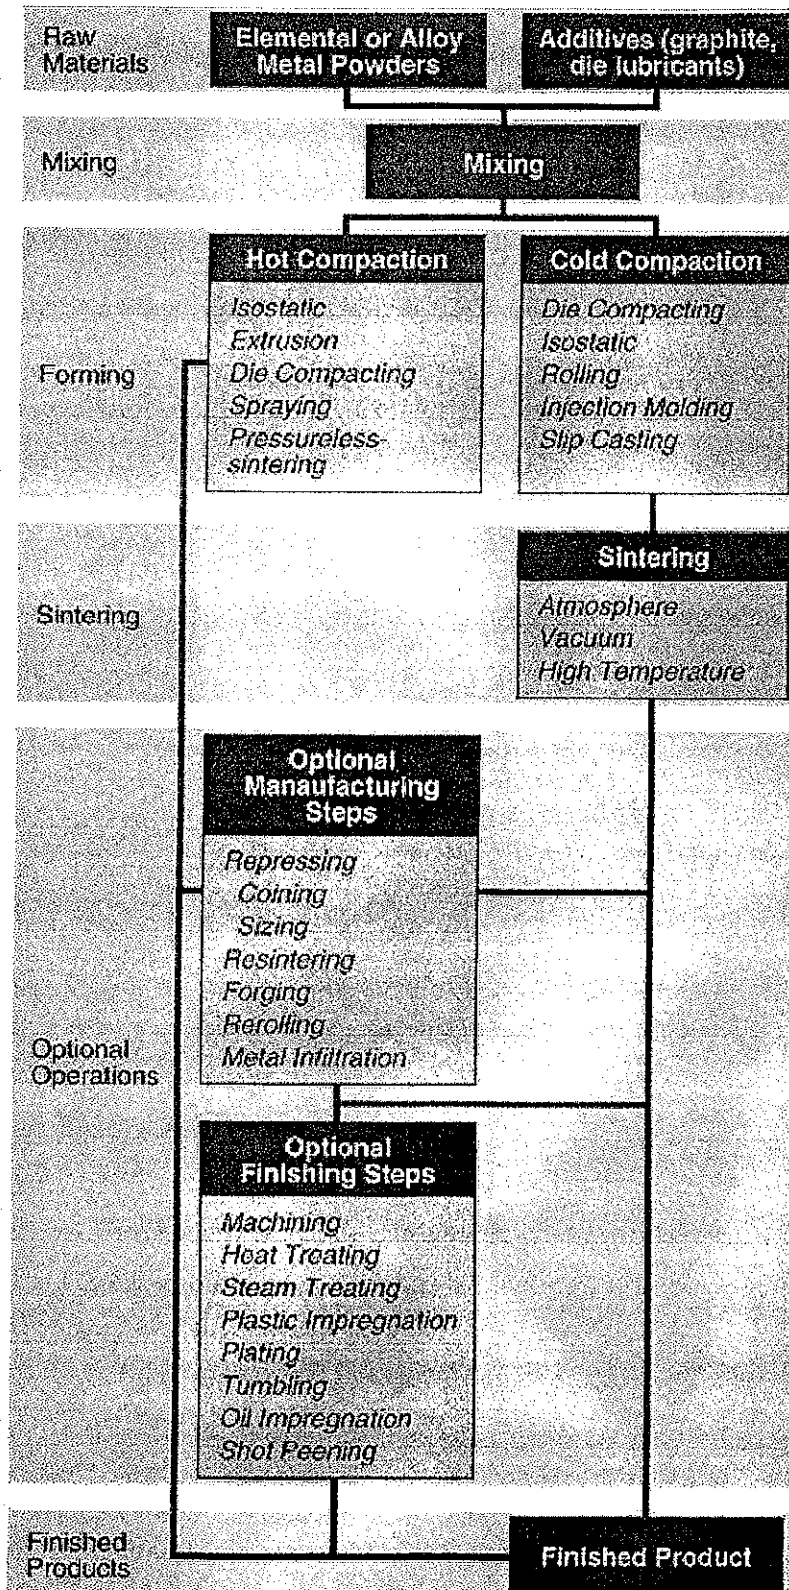 Raw
Materials
Elemental or Alloy
Metal Powders
Additives (graphite,
die lubricants)
Mixing
Mixing
Forming
Hot Compaction
Isostatic
Extrusion
Die Compacting
Spraying
Pressureless-
sintering
Cold Compaction
Die Compacting
Isostatic
Rolling
Injection Molding
Slip Casting
Sintering
Sintering
Atmosphere
Vacuum
High Temperature
Optional
Operations
Optional
Manaufacturing
Steps
Repressing
Coining
Sizing
Resintering
Forging
Rerolling
Metal Infiltration
Optional
Finishing Steps
Machining
Heat Treating
Steam Treating
Plastic Impregnation
Plating
Tumbling
Oil Impregnation
Shot Peening
Finished
Products
Finished Product